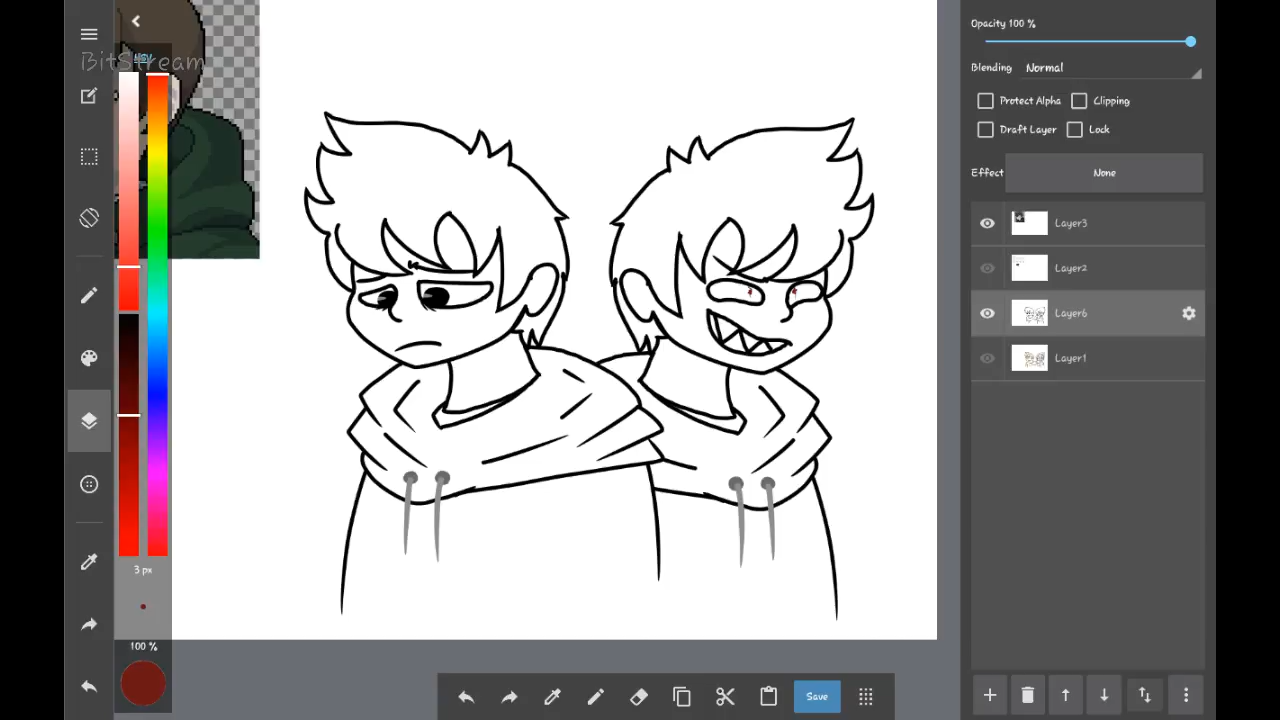 BitStream
HSV
Opacity 100 %
Blending Normal
Protect Alpha Clipping
Draft Layer Lock
Effect None
Layer3
Layer2
Layer6
Layer1
3 px
100 %
Save